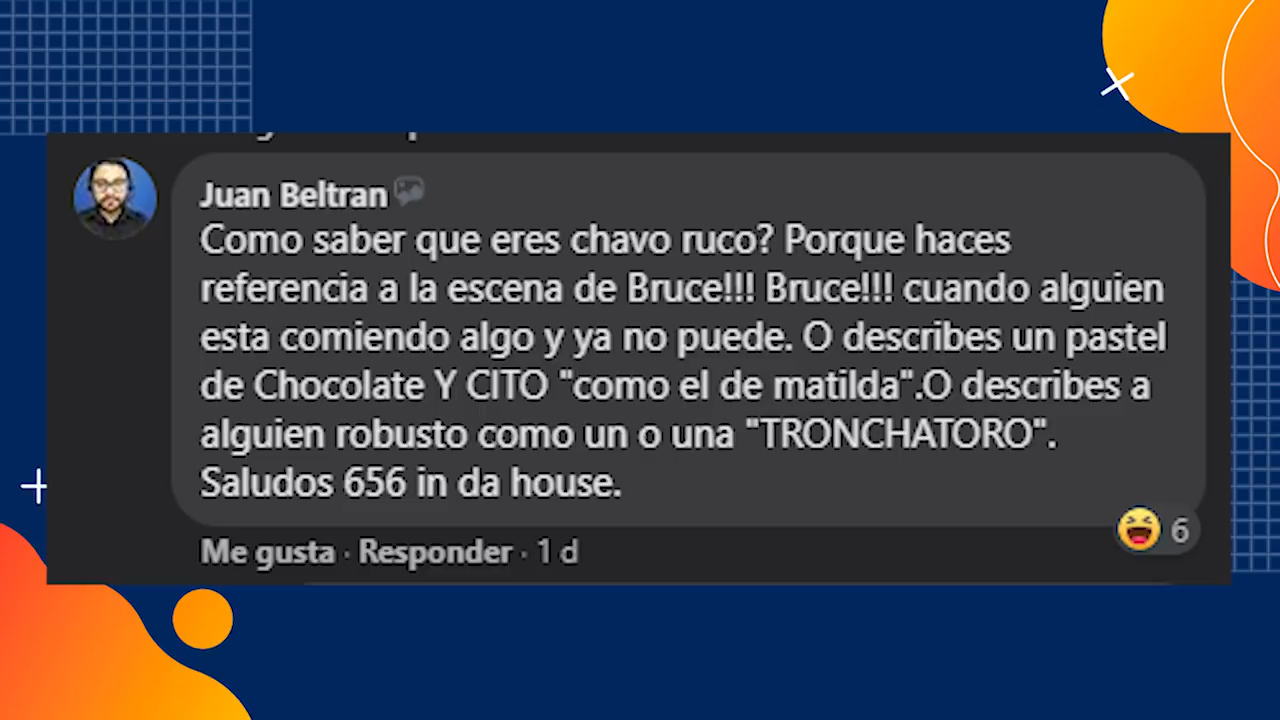 Juan Beltran
Como saber que eres chavo ruco? Porque haces
referencia a la escena de Bruce!!! Bruce!!! cuando alguien
esta comiendo algo y ya no puede. O describes un pastel
de Chocolate Y CITO "como el de matilda".O describes a
alguien robusto como un o una "TRONCHATORO".
Saludos 656 in da house.
6
Me gusta · Responder · 1 d